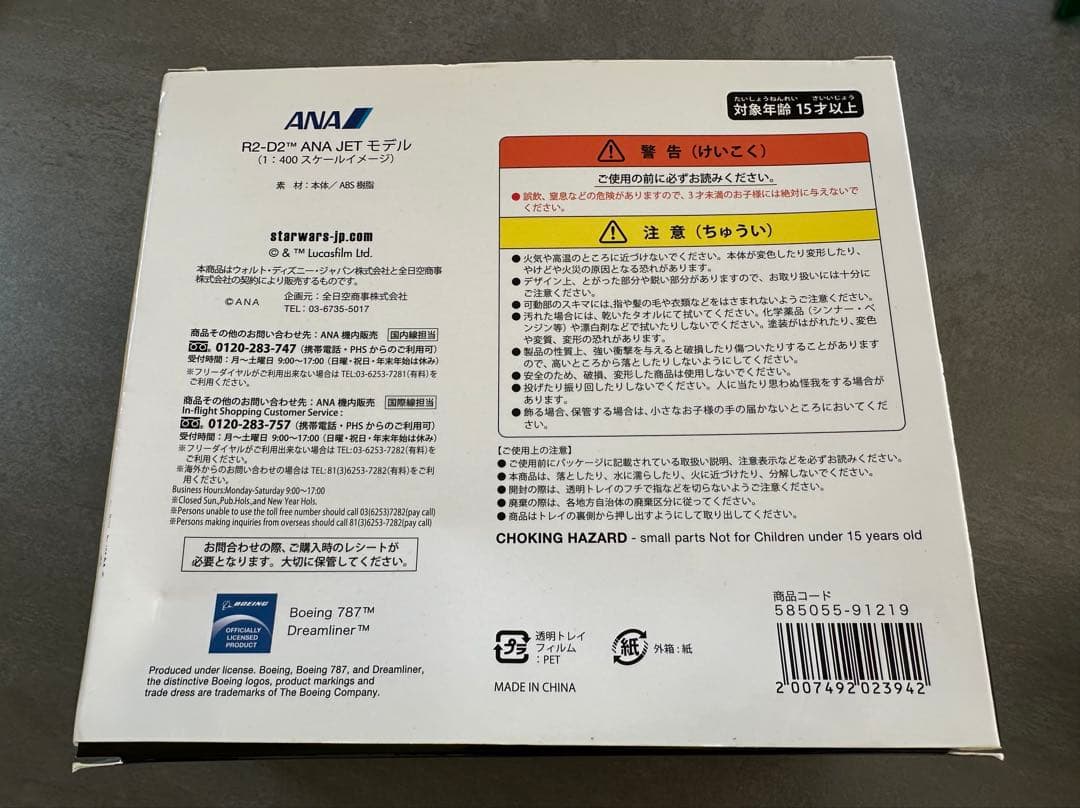 ANA
R2-D2™ ANA JET モデル
(1：400 スケールイメージ)
素　材：本体／ABS 樹脂
starwars-jp.com
© & ™ Lucasfilm Ltd.
本商品はウォルト・ディズニー・ジャパン株式会社と全日空商事
株式会社の契約により販売するものです。
©ANA
企画元：全日空商事株式会社
TEL：03-6735-5017
商品その他のお問い合わせ先：ANA 機内販売 国内線担当
0120-283-747 (携帯電話・PHS からのご利用可)
受付時間：月～土曜日 9:00～17:00 (日曜・祝日・年末年始は休み)
※フリーダイヤルがご利用出来ない場合は TEL:03-6253-7281(有料)を
ご利用ください。
商品その他のお問い合わせ先：ANA 機内販売 国際線担当
In-flight Shopping Customer Service :
0120-283-757 (携帯電話・PHS からのご利用可)
受付時間：月～土曜日 9:00～17:00 (日曜・祝日・年末年始は休み)
※フリーダイヤルがご利用出来ない場合は TEL:03-6253-7282(有料)を
ご利用ください。
※海外からのお問い合わせの場合は TEL:81(3)6253-7282(有料)をご利
用ください。
Business Hours:Monday-Saturday 9:00～17:00
※Closed Sun.,Pub.Hols, and New Year Hols.
※Persons unable to use the toll free number should call 03(6253)7282(pay call)
※Persons making inquiries from overseas should call 81(3)6253-7282(pay call)
お問合わせの際、ご購入時のレシートが
必要となります。大切に保管してください。
BOEING
OFFICIALLY
LICENSED
PRODUCT
Boeing 787™
Dreamliner™
Produced under license. Boeing, Boeing 787, and Dreamliner,
the distinctive Boeing logos, product markings and
trade dress are trademarks of The Boeing Company.
たいしょうねんれい さいいじょう
対象年齢 15才以上
警 告（けいこく）
ご使用の前に必ずお読みください。
●誤飲、窒息などの危険がありますので、3才未満のお子様には絶対に与えないで
ください。
注 意（ちゅうい）
●火気や高温のところに近づけないでください。本体が変色したり変形したり、
やけどや火災の原因となる恐れがあります。
●デザイン上、とがった部分や鋭い部分がありますので、お取り扱いには十分に
ご注意ください。
●可動部のスキマには、指や髪の毛や衣類などをはさまれないようご注意ください。
●汚れた場合には、乾いたタオルにて拭いてください。化学薬品（シンナー・ベ
ンジン等）や漂白剤などで拭いたりしないでください。塗装がはがれたり、変色
や変質、変形の恐れがあります。
●製品の性質上、強い衝撃を与えると破損したり傷ついたりすることがあります
ので、高いところから落としたりしないようにしてください。
●安全のため、破損、変形した商品は使用しないでください。
●投げたり振り回したりしないでください。人に当たり思わぬ怪我をする場合が
あります。
●飾る場合、保管する場合は、小さなお子様の手の届かないところにおいてくだ
さい。
【ご使用上の注意】
●ご使用前にパッケージに記載されている取扱い説明、注意表示などを必ずお読みください。
●本商品は、落としたり、水に濡らしたり、火に近づけたり、分解しないでください。
●開封の際は、透明トレイのフチで指などを切らないようご注意ください。
●廃棄の際は、各地方自治体の廃棄区分に従ってください。
●商品はトレイの裏側から押し出すようにして取り出してください。
CHOKING HAZARD - small parts Not for Children under 15 years old
プラ
透明トレイ
フィルム
：PET
紙
外箱：紙
MADE IN CHINA
商品コード
585055-91219
2 007492 023942